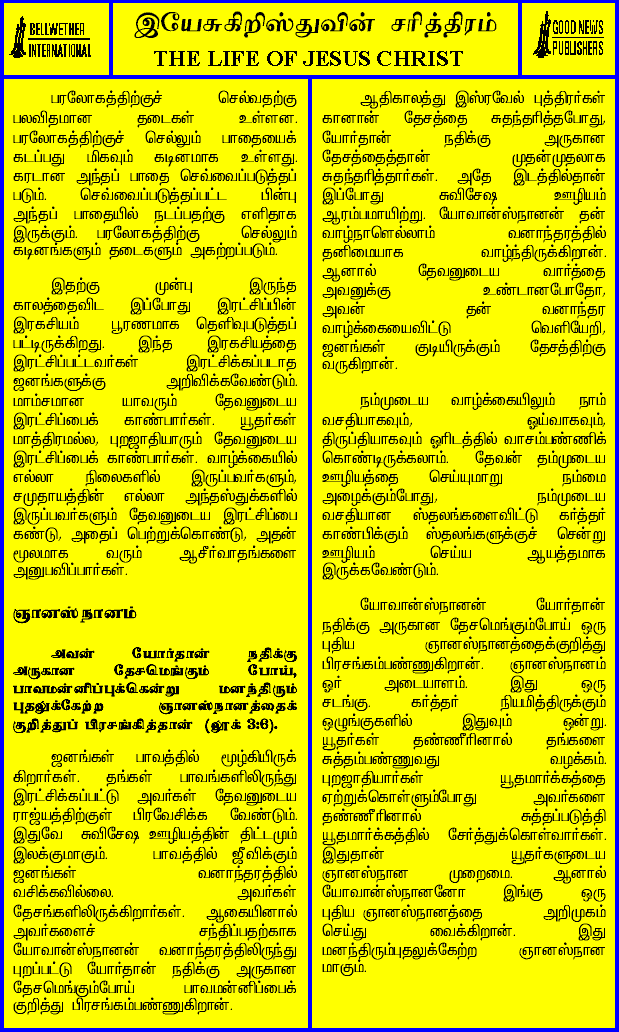 BELLWETHER
INTERNATIONAL
இயேசுகிறிஸ்துவின் சரித்திரம்
THE LIFE OF JESUS CHRIST
GOOD NEWS
PUBLISHERS
பரலோகத்திற்குச் செல்வதற்கு
பலவிதமான தடைகள் உள்ளன.
பரலோகத்திற்குச் செல்லும் பாதையைக்
கடப்பது மிகவும் கடினமாக உள்ளது.
கரடான அந்தப் பாதை செவ்வைப்படுத்தப்
படும். செவ்வைப்படுத்தப்பட்ட பின்பு
அந்தப் பாதையில் நடப்பதற்கு எளிதாக
இருக்கும். பரலோகத்திற்கு செல்லும்
கடினங்களும் தடைகளும் அகற்றப்படும்.
இதற்கு முன்பு இருந்த
காலத்தைவிட இப்போது இரட்சிப்பின்
இரகசியம் பூரணமாக தெளிவுபடுத்தப்
பட்டிருக்கிறது. இந்த இரகசியத்தை
இரட்சிப்பட்டவர்கள் இரட்சிக்கப்படாத
ஜனங்களுக்கு அறிவிக்கவேண்டும்.
மாம்சமான யாவரும் தேவனுடைய
இரட்சிப்பைக் காண்பார்கள். யூதர்கள்
மாத்திரமல்ல, புறஜாதியாரும் தேவனுடைய
இரட்சிப்பைக் காண்பார்கள். வாழ்க்கையில்
எல்லா நிலைகளில் இருப்பவர்களும்,
சமுதாயத்தின் எல்லா அந்தஸ்துக்களில்
இருப்பவர்களும் தேவனுடைய இரட்சிப்பை
கண்டு, அதைப் பெற்றுக்கொண்டு, அதன்
மூலமாக வரும் ஆசீர்வாதங்களை
அனுபவிப்பார்கள்.
ஞானஸ்நானம்
அவன் யோர்தான் நதிக்கு
அருகான தேசமெங்கும் போய்,
பாவமன்னிப்புக்கென்று மனந்திரும்
புதலுக்கேற்ற ஞானஸ்நானத்தைக்
குறித்துப் பிரசங்கித்தான் (லூக் 3:3).
ஜனங்கள் பாவத்தில் மூழ்கியிருக்
கிறார்கள். தங்கள் பாவங்களிலிருந்து
இரட்சிக்கப்பட்டு அவர்கள் தேவனுடைய
ராஜ்யத்திற்குள் பிரவேசிக்க வேண்டும்.
இதுவே சுவிசேஷ ஊழியத்தின் திட்டமும்
இலக்குமாகும். பாவத்தில் ஜீவிக்கும்
ஜனங்கள் வனாந்தரத்தில்
வசிக்கவில்லை. அவர்கள்
தேசங்களிலிருக்கிறார்கள். ஆகையினால்
அவர்களைச் சந்திப்பதற்காக
யோவான்ஸ்நானன் வனாந்தரத்திலிருந்து
புறப்பட்டு யோர்தான் நதிக்கு அருகான
தேசமெங்கும்போய் பாவமன்னிப்பைக்
குறித்து பிரசங்கம்பண்ணுகிறான்.
ஆதிகாலத்து இஸ்ரவேல் புத்திரர்கள்
கானான் தேசத்தை சுதந்தரித்தபோது,
யோர்தான் நதிக்கு அருகான
தேசத்தைத்தான் முதன்முதலாக
சுதந்தரித்தார்கள். அதே இடத்தில்தான்
இப்போது சுவிசேஷ ஊழியம்
ஆரம்பமாயிற்று. யோவான்ஸ்நானன் தன்
வாழ்நாளெல்லாம் வனாந்தரத்தில்
தனிமையாக வாழ்ந்திருக்கிறான்.
ஆனால் தேவனுடைய வார்த்தை
அவனுக்கு உண்டானபோதோ,
அவன் தன் வனாந்தர
வாழ்க்கையைவிட்டு வெளியேறி,
ஜனங்கள் குடியிருக்கும் தேசத்திற்கு
வருகிறான்.
நம்முடைய வாழ்க்கையிலும் நாம்
வசதியாகவும், ஓய்வாகவும்,
திருப்தியாகவும் ஓரிடத்தில் வாசம்பண்ணிக்
கொண்டிருக்கலாம். தேவன் தம்முடைய
ஊழியத்தை செய்யுமாறு நம்மை
அழைக்கும்போது, நம்முடைய
வசதியான ஸ்தலங்களைவிட்டு கர்த்தர்
காண்பிக்கும் ஸ்தலங்களுக்குச் சென்று
ஊழியம் செய்ய ஆயத்தமாக
இருக்கவேண்டும்.
யோவான்ஸ்நானன் யோர்தான்
நதிக்கு அருகான தேசமெங்கும்போய் ஒரு
புதிய ஞானஸ்நானத்தைக்குறித்து
பிரசங்கம்பண்ணுகிறான். ஞானஸ்நானம்
ஓர் அடையாளம். இது ஒரு
சடங்கு. கர்த்தர் நியமித்திருக்கும்
ஒழுங்குகளில் இதுவும் ஒன்று.
யூதர்கள் தண்ணீரினால் தங்களை
சுத்தம்பண்ணுவது வழக்கம்.
புறஜாதியார்கள் யூதமார்க்கத்தை
ஏற்றுக்கொள்ளும்போது அவர்களை
தண்ணீரினால் சுத்தப்படுத்தி
யூதமார்க்கத்தில் சேர்த்துக்கொள்வார்கள்.
இதுதான் யூதர்களுடைய
ஞானஸ்நான முறைமை. ஆனால்
யோவான்ஸ்நானனோ இங்கு ஒரு
புதிய ஞானஸ்நானத்தை அறிமுகம்
செய்து வைக்கிறான். இது
மனந்திரும்புதலுக்கேற்ற ஞானஸ்நான
மாகும்.